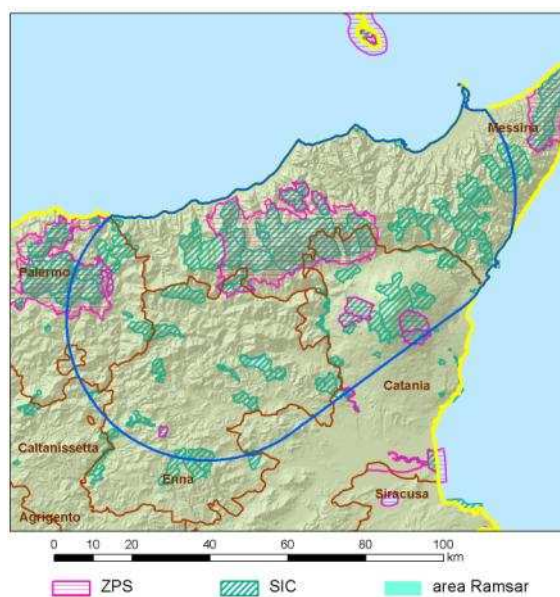 Messina
Palermo
Catania
Caltanissetta
Enna
Siracusa
Agrigento
0 10 20 40 60 80 100
km
ZPS SIC area Ramsar